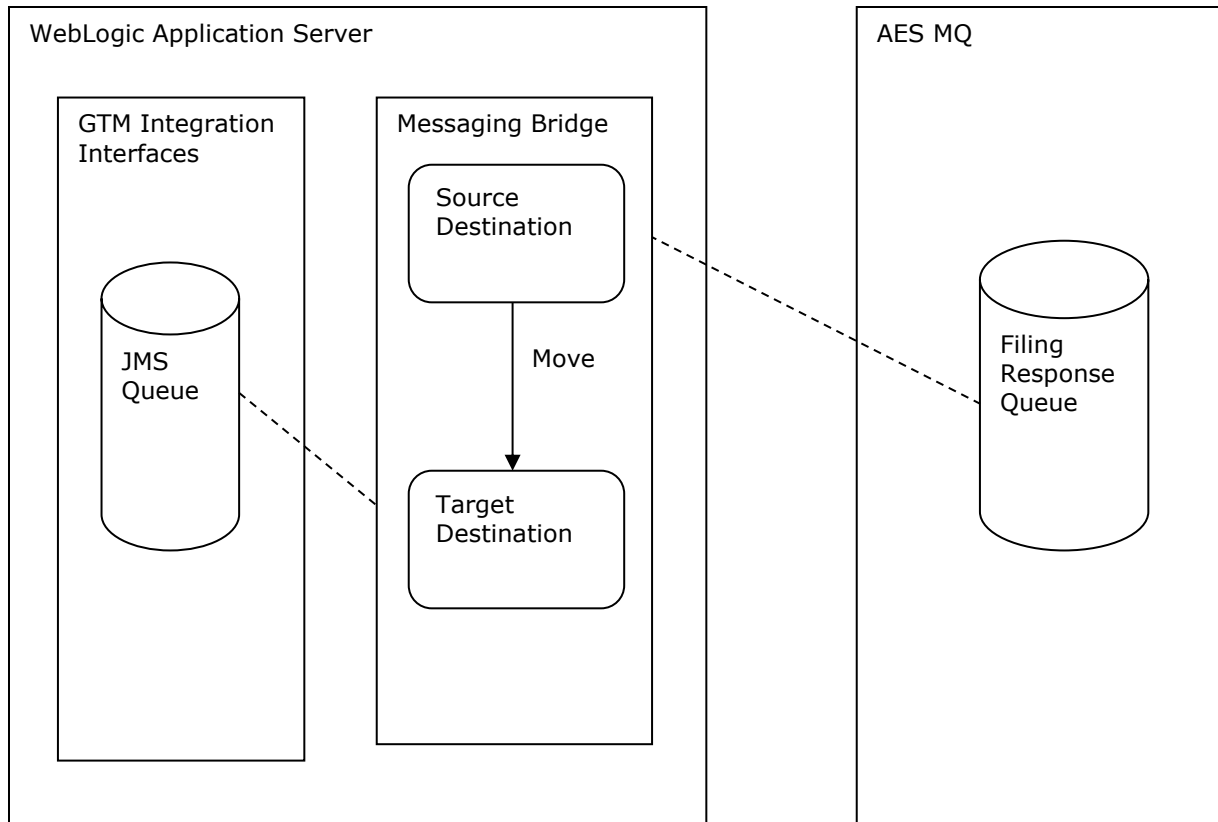 WebLogic Application Server
AES MQ
GTM Integration
Interfaces
Messaging Bridge
Source
Destination
JMS
Queue
Move
Filing
Response
Queue
Target
Destination